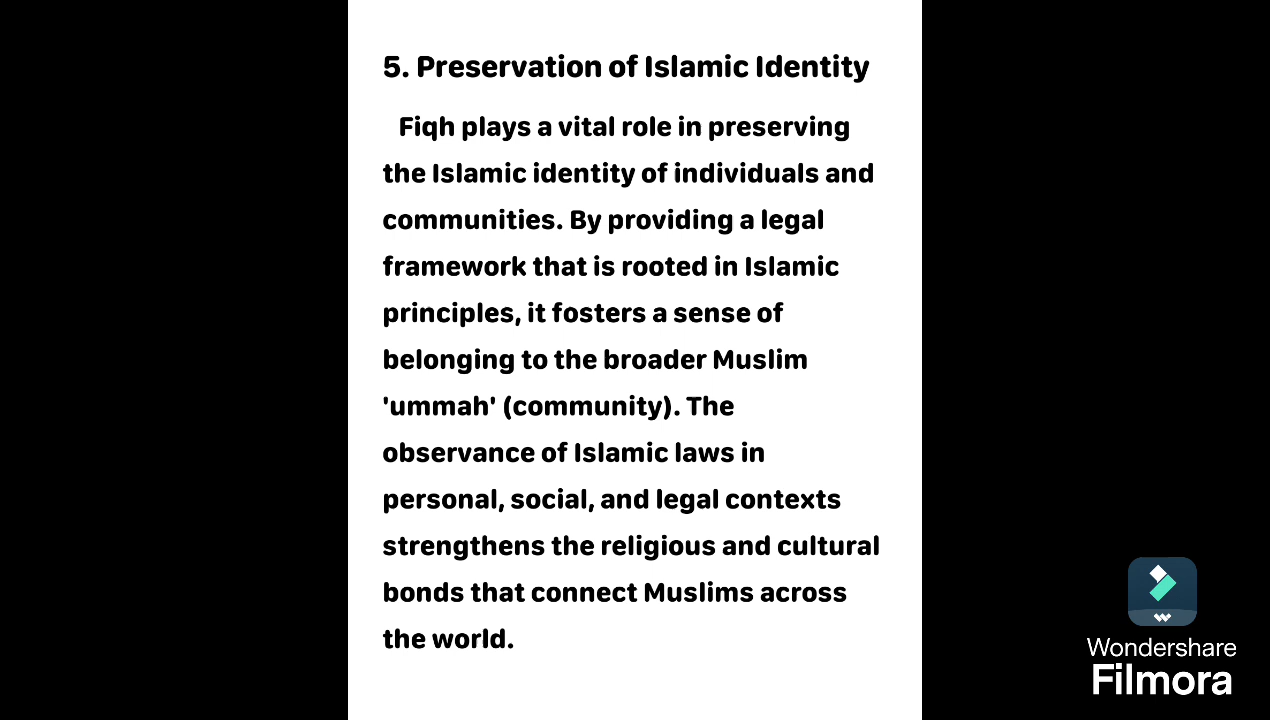 5. Preservation of Islamic Identity
Fiqh plays a vital role in preserving
the Islamic identity of individuals and
communities. By providing a legal
framework that is rooted in Islamic
principles, it fosters a sense of
belonging to the broader Muslim
'ummah' (community). The
observance of Islamic laws in
personal, social, and legal contexts
strengthens the religious and cultural
bonds that connect Muslims across
the world.
Wondershare
Filmora